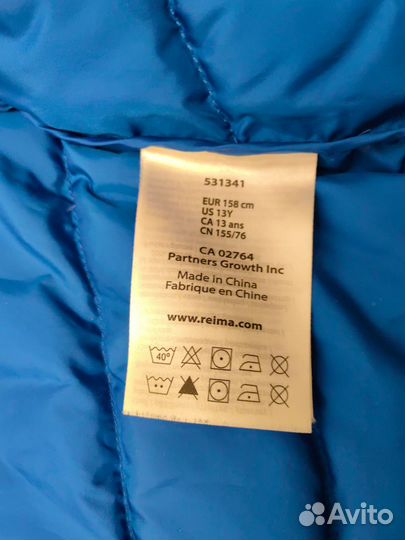 531341
EUR 158 cm
US 13Y
CA 13 ans
CN 155/76
CA 02764
Partners Growth Inc
Made in China
Fabrique en Chine
www.reima.com
40°
Avito